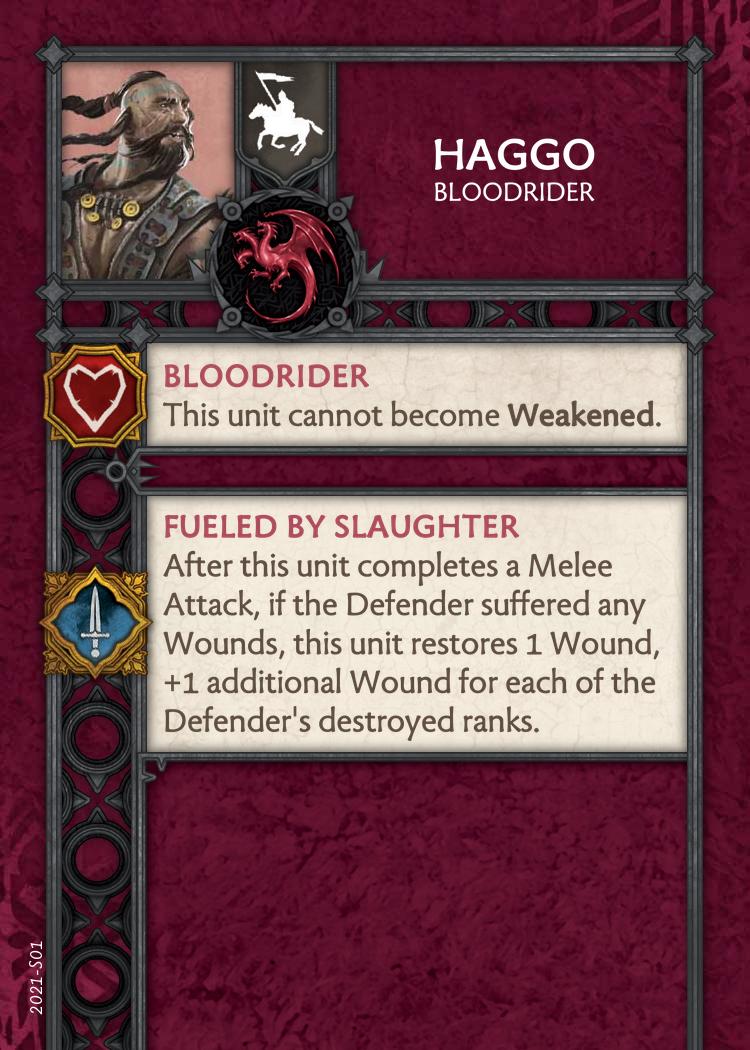 HAGGO
BLOODRIDER
BLOODRIDER
This unit cannot become Weakened.
FUELED BY SLAUGHTER
After this unit completes a Melee
Attack, if the Defender suffered any
Wounds, this unit restores 1 Wound,
+1 additional Wound for each of the
Defender's destroyed ranks.
2021-S01